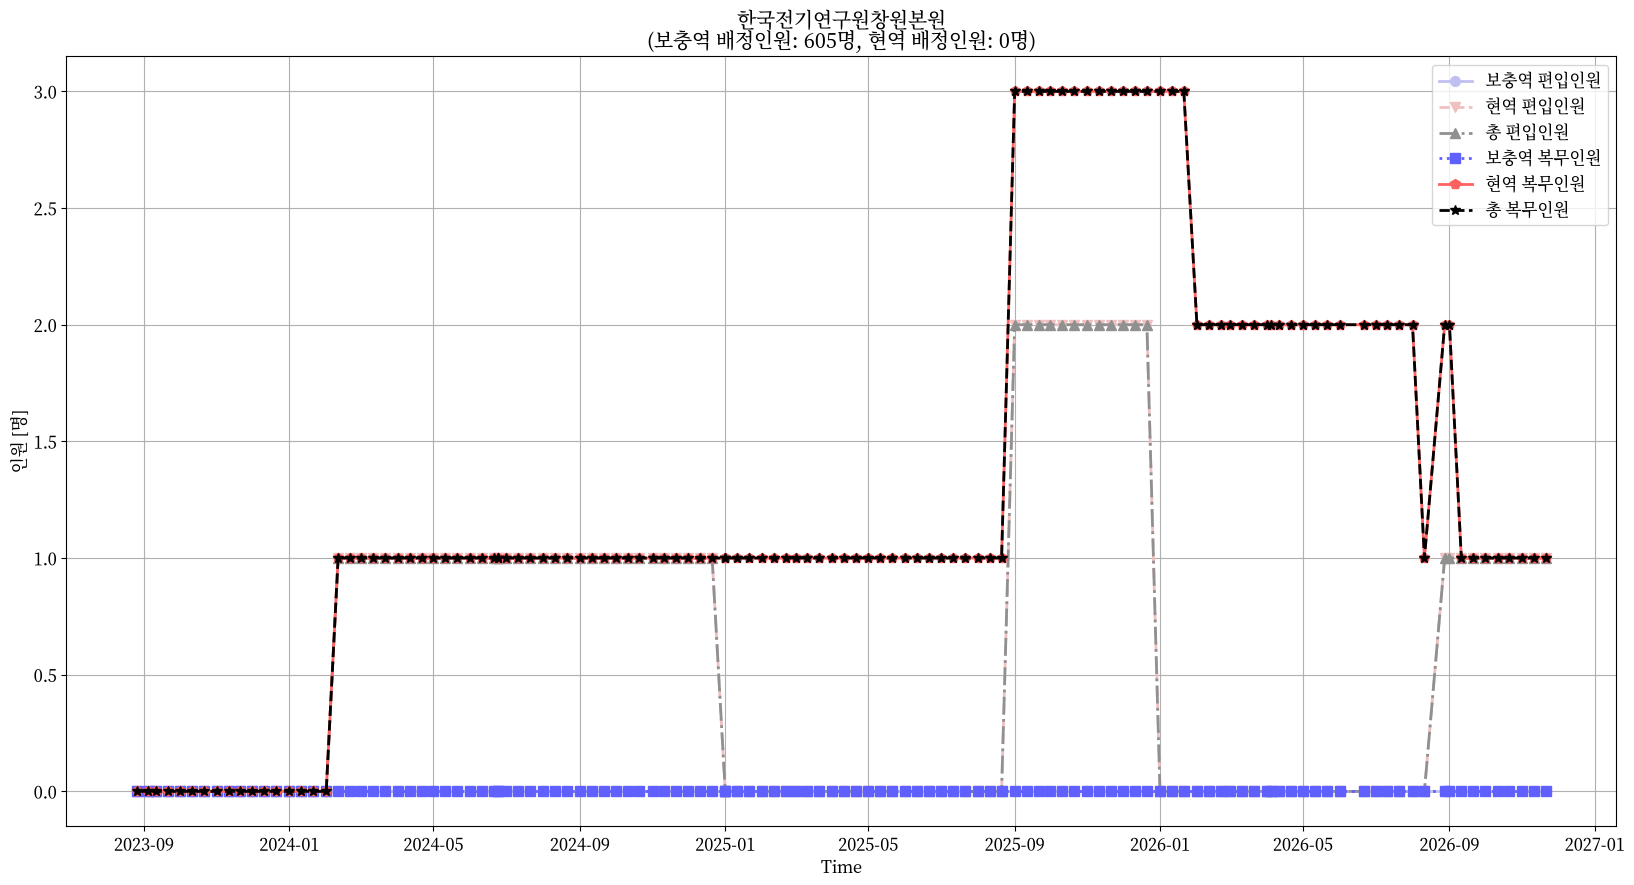 한국전기연구원창원본원
(보충역 배정인원: 605명, 현역 배정인원: 0명)
3.0
2.5
2.0
1.5
1.0
0.5
0.0
인원 [명]
보충역 편입인원
현역 편입인원
총 편입인원
보충역 복무인원
현역 복무인원
총 복무인원
2023-09
2024-01
2024-05
2024-09
2025-01
2025-05
2025-09
2026-01
2026-05
2026-09
2027-01
Time